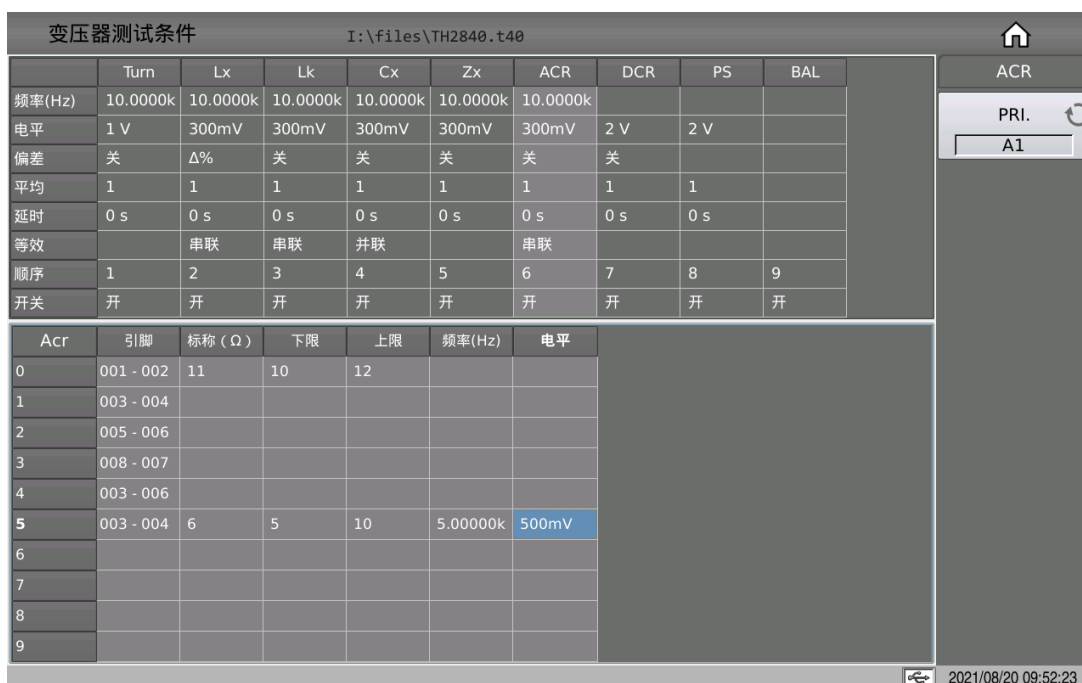 变压器测试条件 I:\files\TH2840.t40
Turn Lx Lk Cx Zx ACR DCR PS BAL
频率(Hz) 10.0000k 10.0000k 10.0000k 10.0000k 10.0000k 10.0000k
电平 1 V 300mV 300mV 300mV 300mV 300mV 2 V 2 V
偏差 关 Δ% 关 关 关 关 关
平均 1 1 1 1 1 1 1 1
延时 0 s 0 s 0 s 0 s 0 s 0 s 0 s 0 s
等效 串联 串联 并联 串联
顺序 1 2 3 4 5 6 7 8 9
开关 开 开 开 开 开 开 开 开 开
Acr 引脚 标称（Ω） 下限 上限 频率(Hz) 电平
0 001 - 002 11 10 12
1 003 - 004
2 005 - 006
3 008 - 007
4 003 - 006
5 003 - 004 6 5 10 5.00000k 500mV
6
7
8
9
ACR
PRI.
A1
2021/08/20 09:52:23